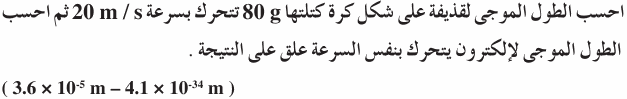 احسب الطول الموجى لقذيفة على شكل كرة كتلتها 80 g تتحرك بسرعة 20 m / s ثم احسب
الطول الموجى لإلكترون يتحرك بنفس السرعة علق على النتيجة .
( 3.6 × 10⁻⁵ m – 4.1 × 10⁻³⁴ m )